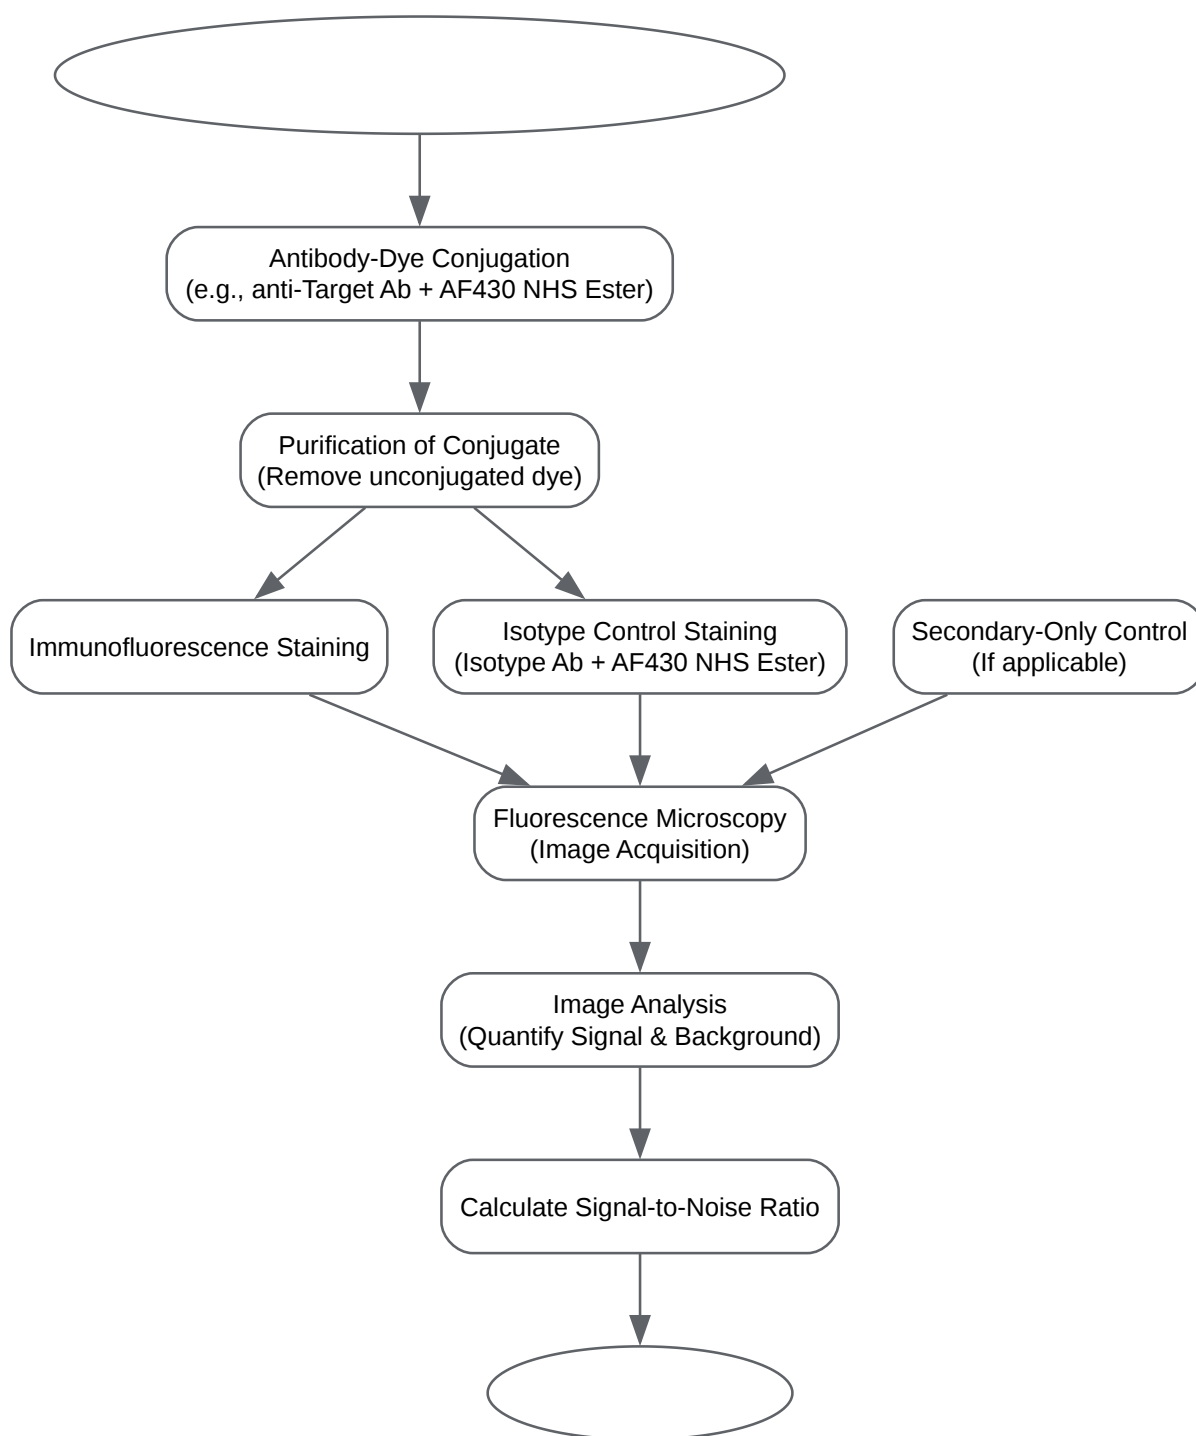 Antibody-Dye Conjugation
(e.g., anti-Target Ab + AF430 NHS Ester)
Purification of Conjugate
(Remove unconjugated dye)
Immunofluorescence Staining
Isotype Control Staining
(Isotype Ab + AF430 NHS Ester)
Secondary-Only Control
(If applicable)
Fluorescence Microscopy
(Image Acquisition)
Image Analysis
(Quantify Signal & Background)
Calculate Signal-to-Noise Ratio